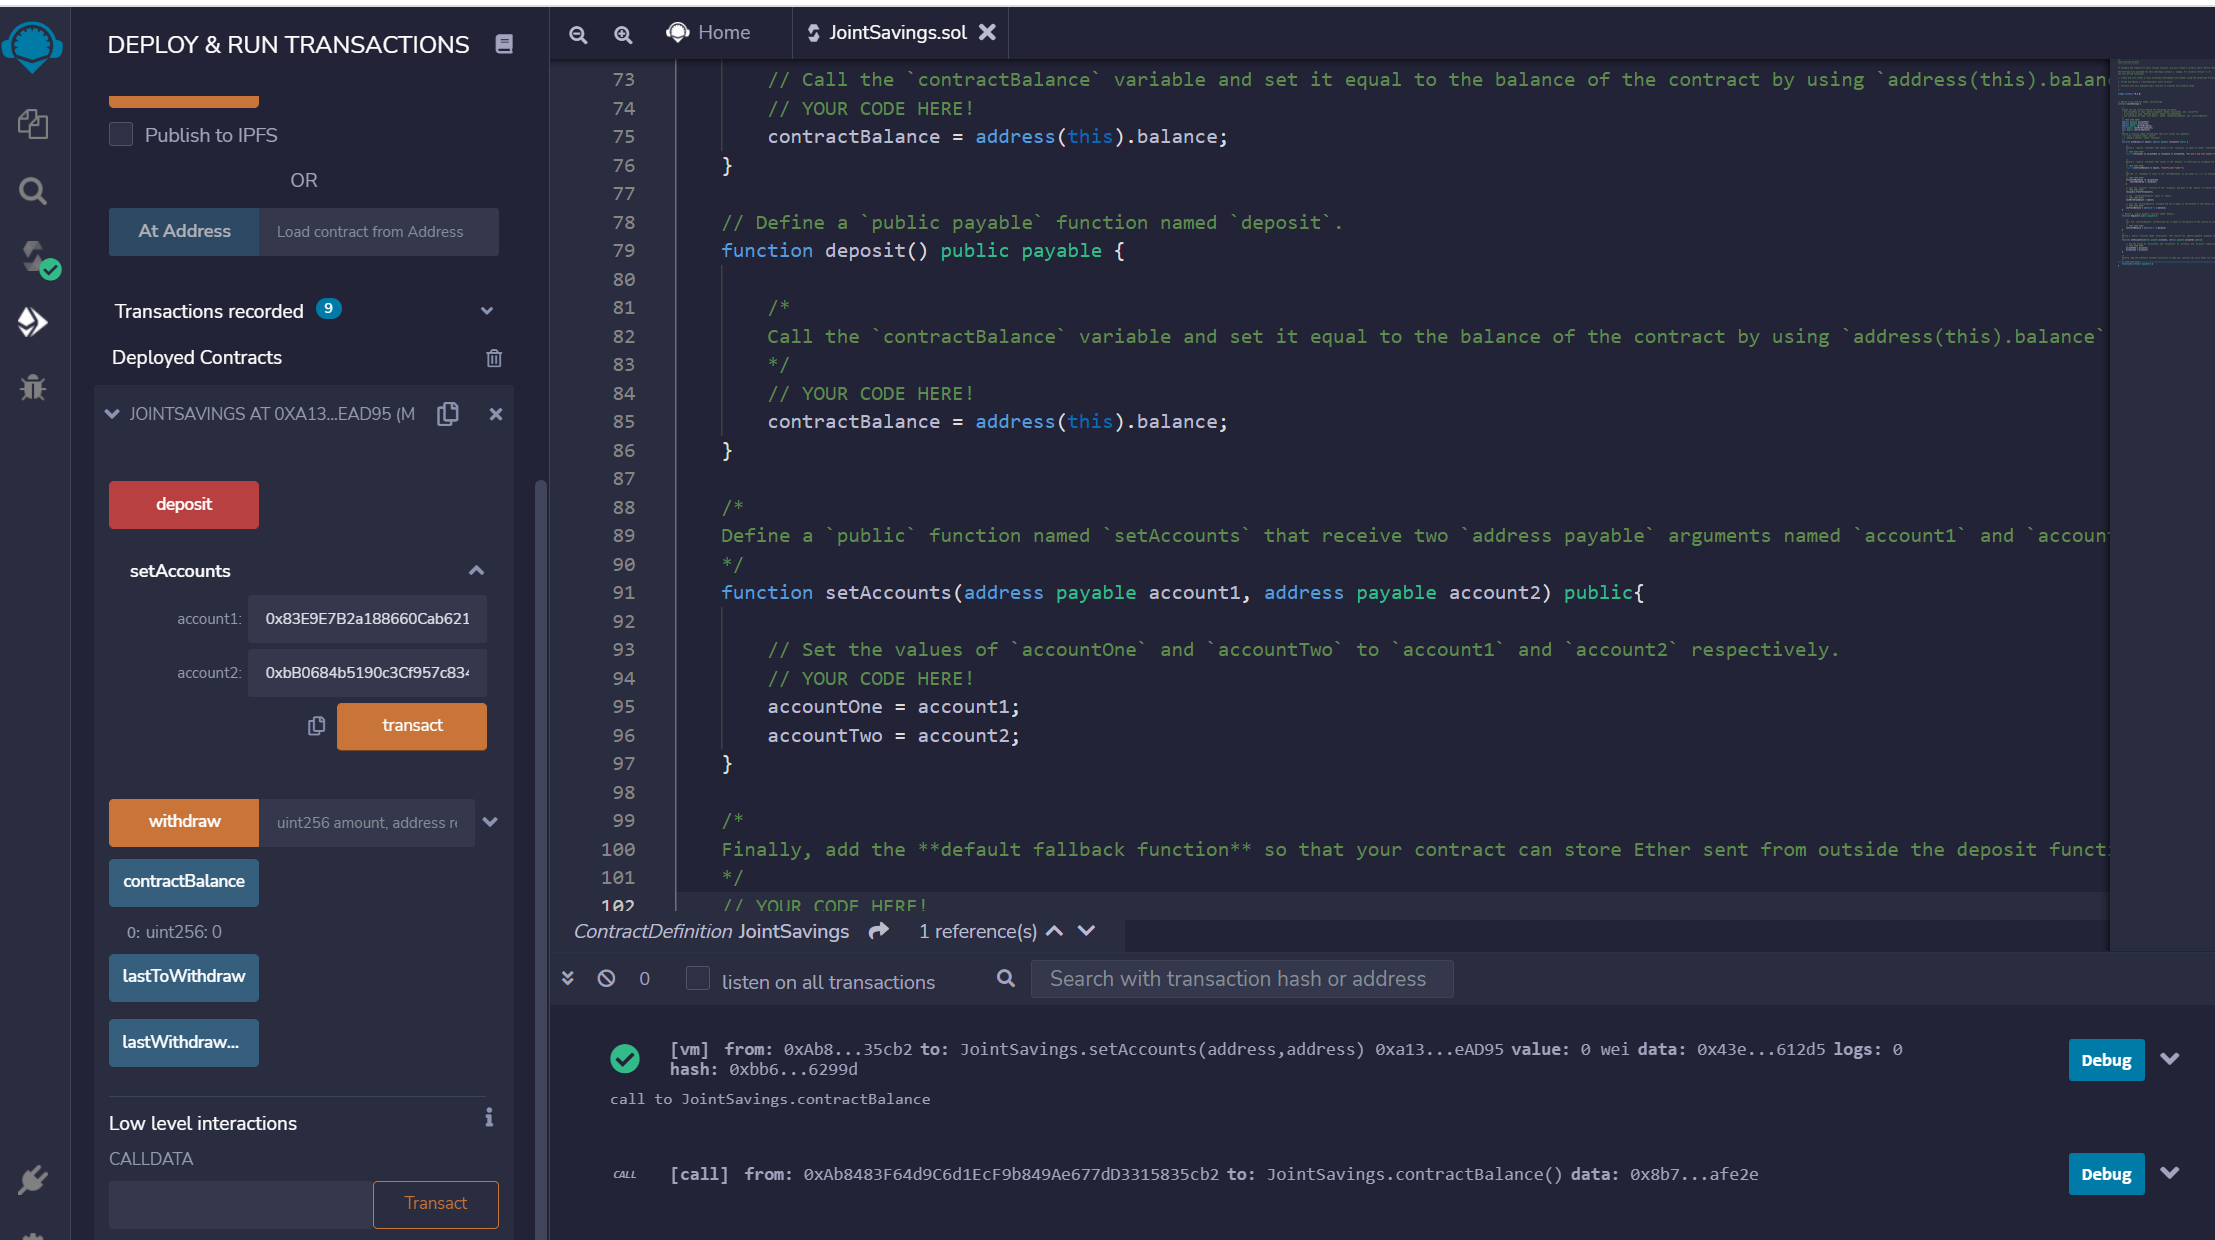 DEPLOY & RUN TRANSACTIONS
Publish to IPFS
OR
At Address Load contract from Address
Transactions recorded 9
Deployed Contracts
JOINTSAVINGS AT 0XA13...EAD95 (M
deposit
setAccounts
account1: 0x83E9E7B2a188660Cab621
account2: 0xbB0684b5190c3Cf957c834
transact
withdraw uint256 amount, address re
contractBalance
0: uint256: 0
lastToWithdraw
lastWithdraw...
Low level interactions
CALLDATA
Transact
Home JointSavings.sol
73 // Call the `contractBalance` variable and set it equal to the balance of the contract by using `address(this).balan
74 // YOUR CODE HERE!
75 contractBalance = address(this).balance;
76 }
77
78 // Define a `public payable` function named `deposit`.
79 function deposit() public payable {
80
81 /*
82 Call the `contractBalance` variable and set it equal to the balance of the contract by using `address(this).balance`
83 */
84 // YOUR CODE HERE!
85 contractBalance = address(this).balance;
86 }
87
88 /*
89 Define a `public` function named `setAccounts` that receive two `address payable` arguments named `account1` and `accoun
90 */
91 function setAccounts(address payable account1, address payable account2) public{
92
93 // Set the values of `accountOne` and `accountTwo` to `account1` and `account2` respectively.
94 // YOUR CODE HERE!
95 accountOne = account1;
96 accountTwo = account2;
97 }
98
99 /*
100 Finally, add the **default fallback function** so that your contract can store Ether sent from outside the deposit funct
101 */
102 // YOUR CODE HERE!
ContractDefinition JointSavings 1 reference(s)
0 listen on all transactions Search with transaction hash or address
[vm] from: 0xAb8...35cb2 to: JointSavings.setAccounts(address,address) 0xa13...eAD95 value: 0 wei data: 0x43e...612d5 logs: 0
hash: 0xbb6...6299d
Debug
call to JointSavings.contractBalance
CALL [call] from: 0xAb8483F64d9C6d1EcF9b849Ae677dD3315835cb2 to: JointSavings.contractBalance() data: 0x8b7...afe2e
Debug